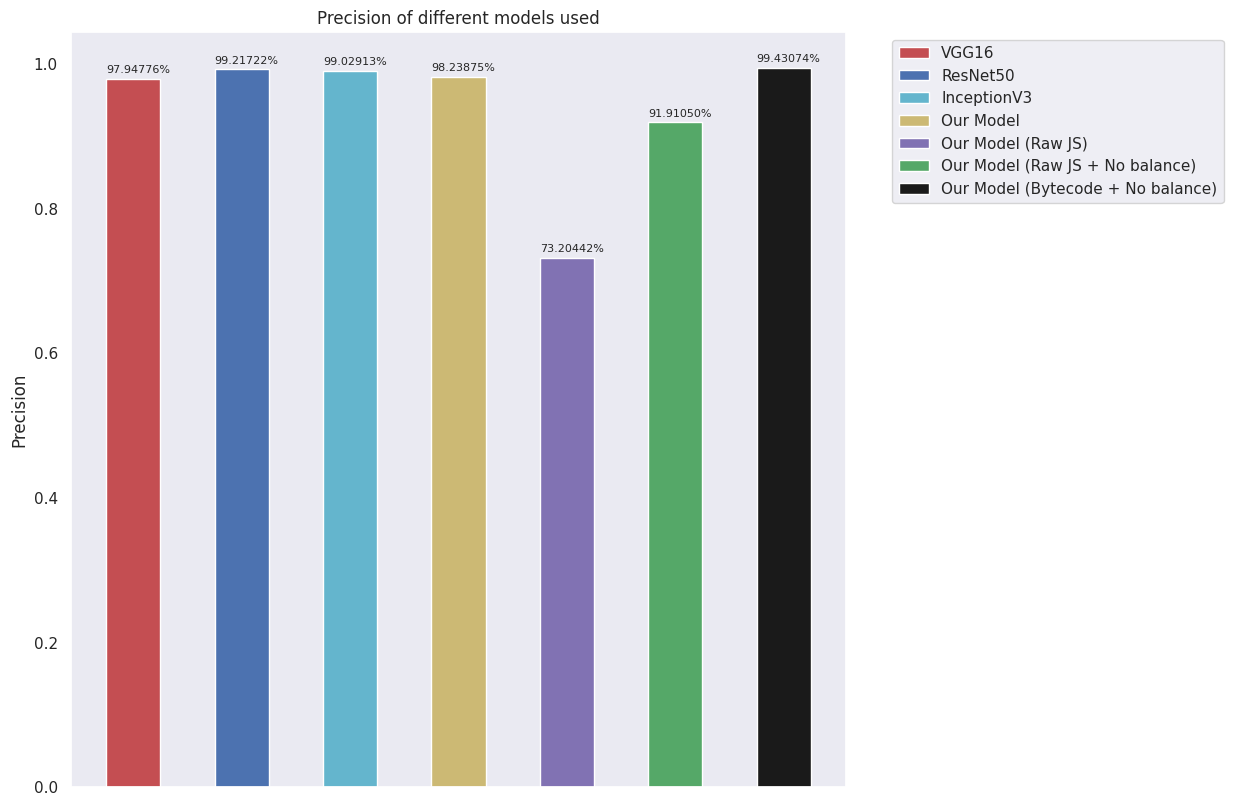 Precision of different models used
Precision
1.0
0.8
0.6
0.4
0.2
0.0
97.94776%
99.21722%
99.02913%
98.23875%
73.20442%
91.91050%
99.43074%
VGG16
ResNet50
InceptionV3
Our Model
Our Model (Raw JS)
Our Model (Raw JS + No balance)
Our Model (Bytecode + No balance)